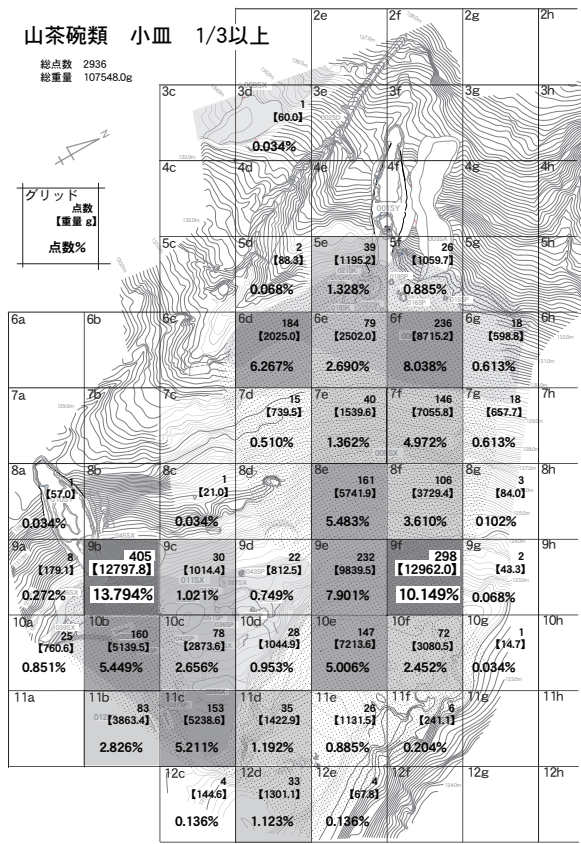 山茶碗類 小皿 1/3以上
総点数 2936
総重量 107548.0g
グリッド
点数
【重量 g】
点数%
2e 2f 2g 2h
3c 3d 3e 3f 3g 3h
1
【60.0】
0.034%
4c 4d 4e 4f 4g 4h
5c 5d 5e 5f 5g 5h
2 39 26
【88.3】 【1195.2】 【1059.7】
0.068% 1.328% 0.885%
6a 6b 6c 6d 6e 6f 6g 6h
184 79 236 18
【2025.0】 【2502.0】 【8715.2】 【598.8】
6.267% 2.690% 8.038% 0.613%
7a 7b 7c 7d 7e 7f 7g 7h
15 40 146 18
【739.5】 【1539.6】 【7055.8】 【657.7】
0.510% 1.362% 4.972% 0.613%
8a 8b 8c 8d 8e 8f 8g 8h
1 1 161 106 3
【57.0】 【21.0】 【5741.9】 【3729.4】 【84.0】
0.034% 0.034% 5.483% 3.610% 0102%
9a 9b 9c 9d 9e 9f 9g 9h
8 405 30 22 232 298 2
【179.1】 【12797.8】 【1014.4】 【812.5】 【9839.5】 【12962.0】 【43.3】
0.272% 13.794% 1.021% 0.749% 7.901% 10.149% 0.068%
10a 10b 10c 10d 10e 10f 10g 10h
25 160 78 28 147 72 1
【760.6】 【5139.5】 【2873.6】 【1044.9】 【7213.6】 【3080.5】 【14.7】
0.851% 5.449% 2.656% 0.953% 5.006% 2.452% 0.034%
11a 11b 11c 11d 11e 11f 11g 11h
83 153 35 26 6
【3863.4】 【5238.6】 【1422.9】 【1131.5】 【241.1】
2.826% 5.211% 1.192% 0.885% 0.204%
12c 12d 12e 12f 12g 12h
4 33 4
【144.6】 【1301.1】 【67.8】
0.136% 1.123% 0.136%